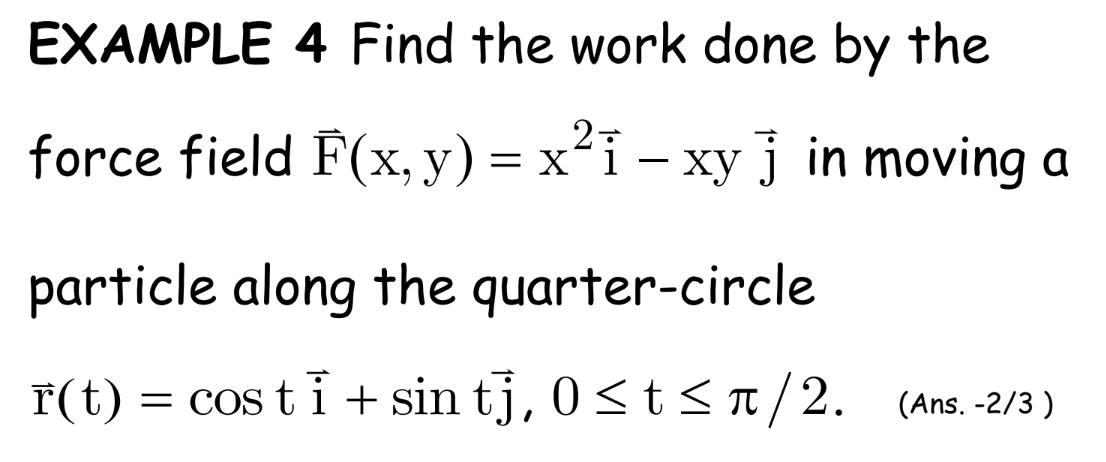 EXAMPLE 4 Find the work done by the
force field F⃗(x, y) = x²i⃗ − xy j⃗ in moving a
particle along the quarter-circle
r⃗(t) = cos t i⃗ + sin tj⃗, 0 ≤ t ≤ π/2. (Ans. -2/3 )